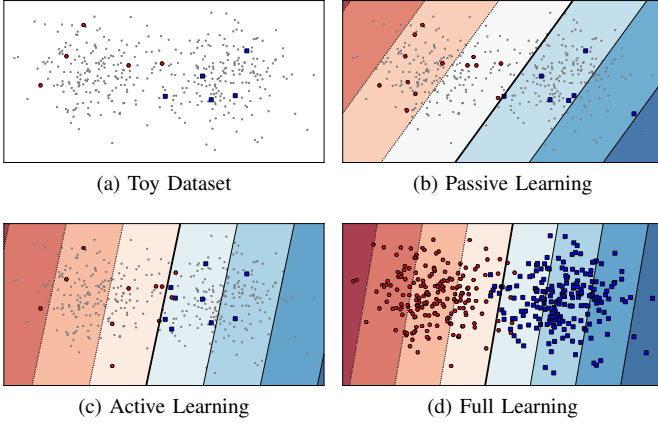 (a) Toy Dataset
(b) Passive Learning
(c) Active Learning
(d) Full Learning